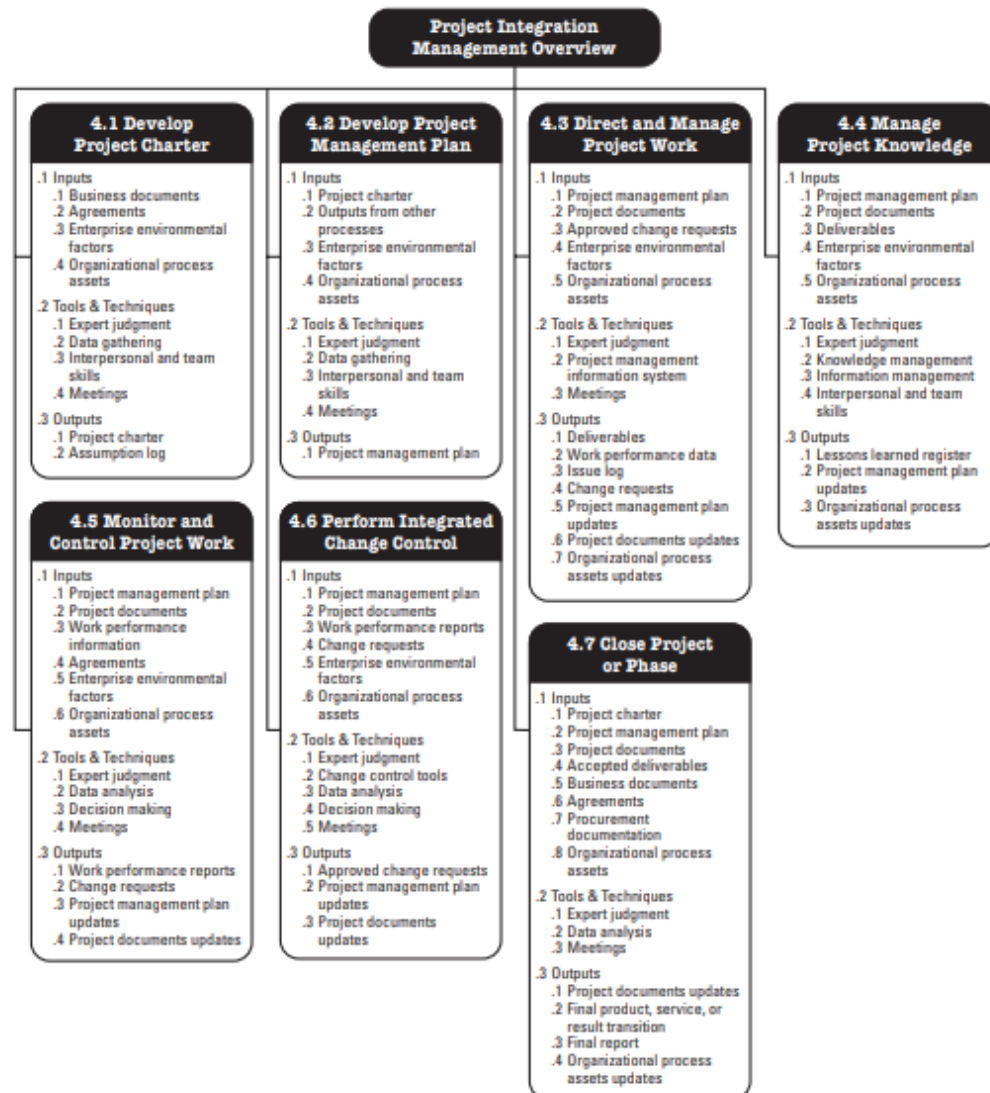 Project Integration
Management Overview
4.1 Develop
Project Charter
.1 Inputs
.1 Business documents
.2 Agreements
.3 Enterprise environmental
factors
.4 Organizational process
assets
.2 Tools & Techniques
.1 Expert judgment
.2 Data gathering
.3 Interpersonal and team
skills
.4 Meetings
.3 Outputs
.1 Project charter
.2 Assumption log
4.2 Develop Project
Management Plan
.1 Inputs
.1 Project charter
.2 Outputs from other
processes
.3 Enterprise environmental
factors
.4 Organizational process
assets
.2 Tools & Techniques
.1 Expert judgment
.2 Data gathering
.3 Interpersonal and team
skills
.4 Meetings
.3 Outputs
.1 Project management plan
4.3 Direct and Manage
Project Work
.1 Inputs
.1 Project management plan
.2 Project documents
.3 Approved change requests
.4 Enterprise environmental
factors
.5 Organizational process
assets
.2 Tools & Techniques
.1 Expert judgment
.2 Project management
information system
.3 Meetings
.3 Outputs
.1 Deliverables
.2 Work performance data
.3 Issue log
.4 Change requests
.5 Project management plan
updates
.6 Project documents updates
.7 Organizational process
assets updates
4.4 Manage
Project Knowledge
.1 Inputs
.1 Project management plan
.2 Project documents
.3 Deliverables
.4 Enterprise environmental
factors
.5 Organizational process
assets
.2 Tools & Techniques
.1 Expert judgment
.2 Knowledge management
.3 Information management
.4 Interpersonal and team
skills
.3 Outputs
.1 Lessons learned register
.2 Project management plan
updates
.3 Organizational process
assets updates
4.5 Monitor and
Control Project Work
.1 Inputs
.1 Project management plan
.2 Project documents
.3 Work performance
information
.4 Agreements
.5 Enterprise environmental
factors
.6 Organizational process
assets
.2 Tools & Techniques
.1 Expert judgment
.2 Data analysis
.3 Decision making
.4 Meetings
.3 Outputs
.1 Work performance reports
.2 Change requests
.3 Project management plan
updates
.4 Project documents updates
4.6 Perform Integrated
Change Control
.1 Inputs
.1 Project management plan
.2 Project documents
.3 Work performance reports
.4 Change requests
.5 Enterprise environmental
factors
.6 Organizational process
assets
.2 Tools & Techniques
.1 Expert judgment
.2 Change control tools
.3 Data analysis
.4 Decision making
.5 Meetings
.3 Outputs
.1 Approved change requests
.2 Project management plan
updates
.3 Project documents
updates
4.7 Close Project
or Phase
.1 Inputs
.1 Project charter
.2 Project management plan
.3 Project documents
.4 Accepted deliverables
.5 Business documents
.6 Agreements
.7 Procurement
documentation
.8 Organizational process
assets
.2 Tools & Techniques
.1 Expert judgment
.2 Data analysis
.3 Meetings
.3 Outputs
.1 Project documents updates
.2 Final product, service, or
result transition
.3 Final report
.4 Organizational process
assets updates